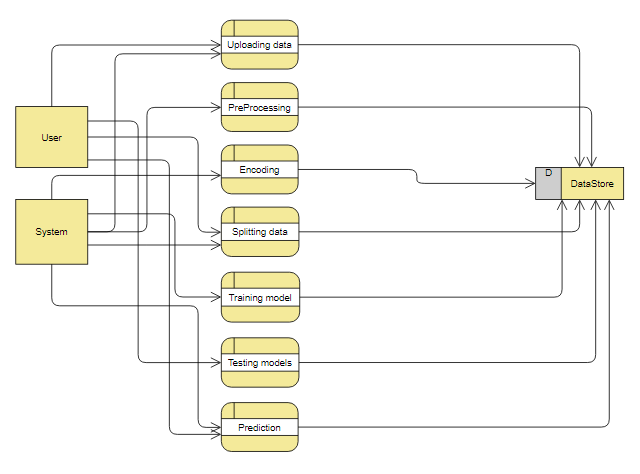 Uploading data
PreProcessing
User
Encoding
D
DataStore
System
Splitting data
Training model
Testing models
Prediction